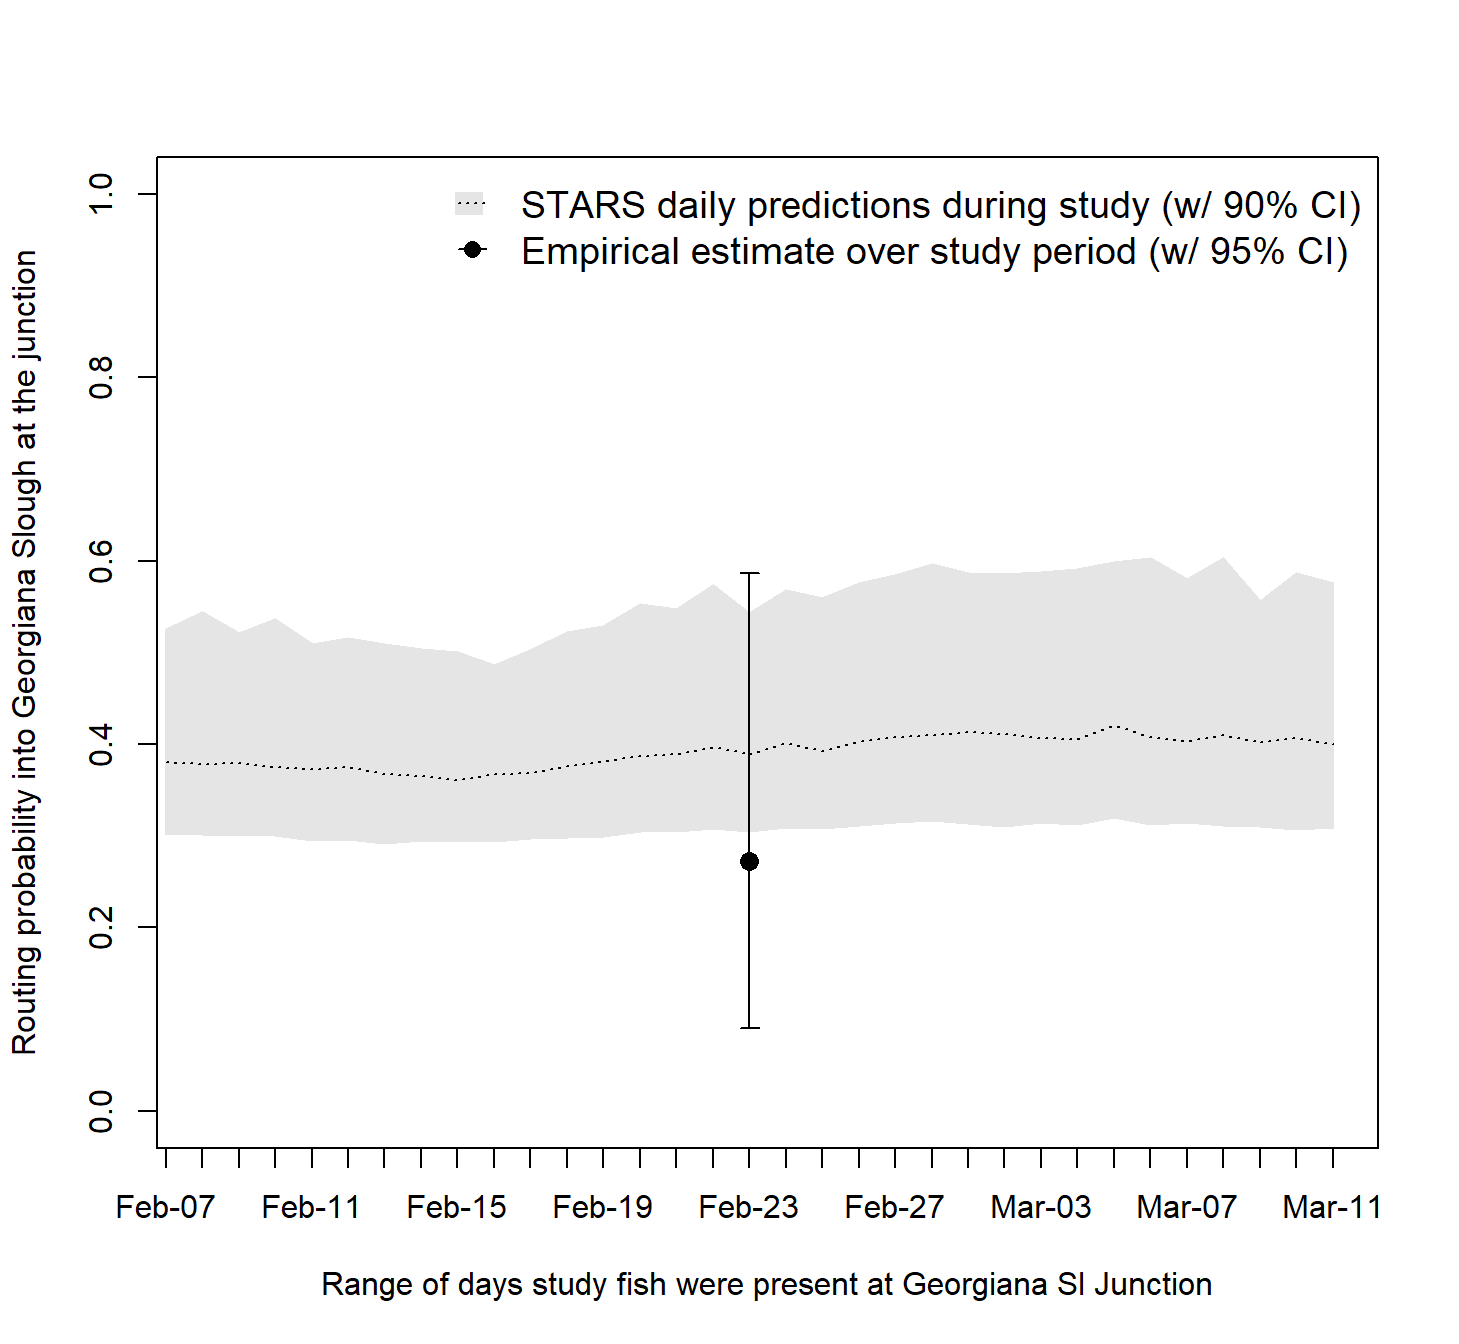 STARS daily predictions during study (w/ 90% CI)
Empirical estimate over study period (w/ 95% CI)
Routing probability into Georgiana Slough at the junction
1.0
0.8
0.6
0.4
0.2
0.0
Feb-07 Feb-11 Feb-15 Feb-19 Feb-23 Feb-27 Mar-03 Mar-07 Mar-11
Range of days study fish were present at Georgiana Sl Junction